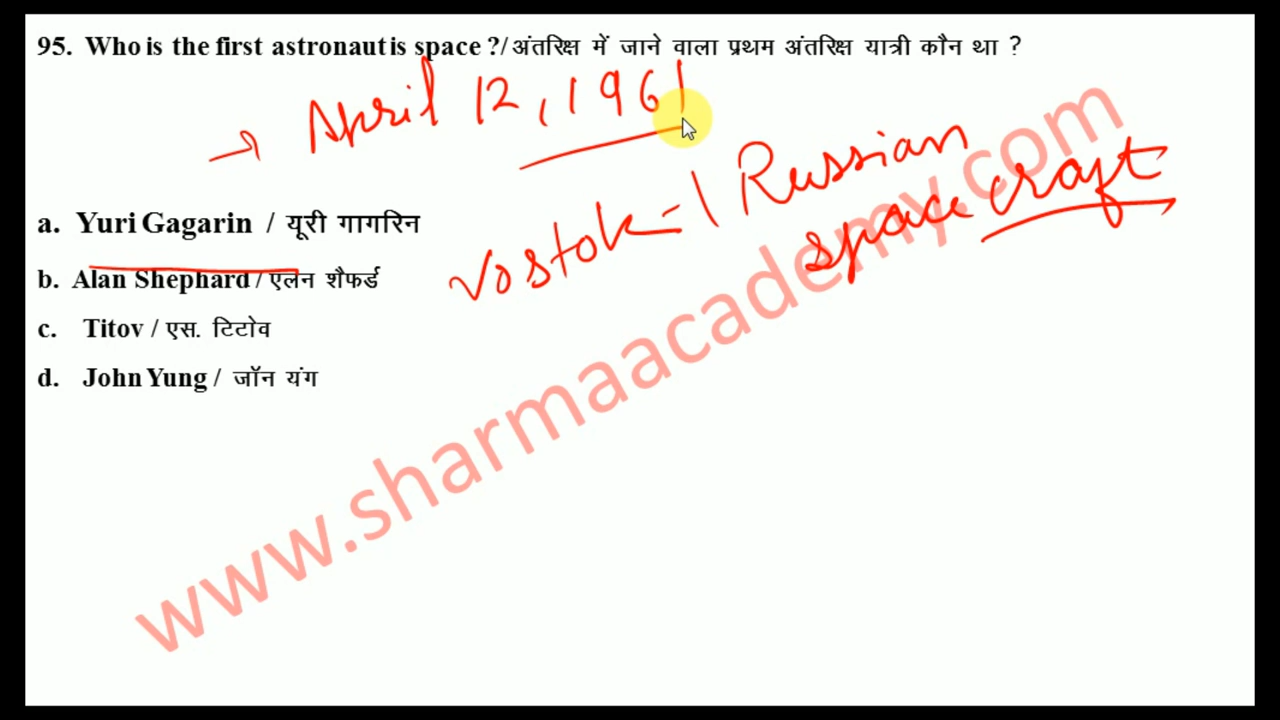 95. Who is the first astronaut is space ?/ अंतरिक्ष में जाने वाला प्रथम अंतरिक्ष यात्री कौन था ?
→ April 12, 1961
Vostok-1 Russian
space craft
a. Yuri Gagarin / यूरी गागरिन
b. Alan Shephard / एलन शैफर्ड
c. Titov / एस. टिटोव
d. John Yung / जॉन यंग
www.sharmaacademy.com